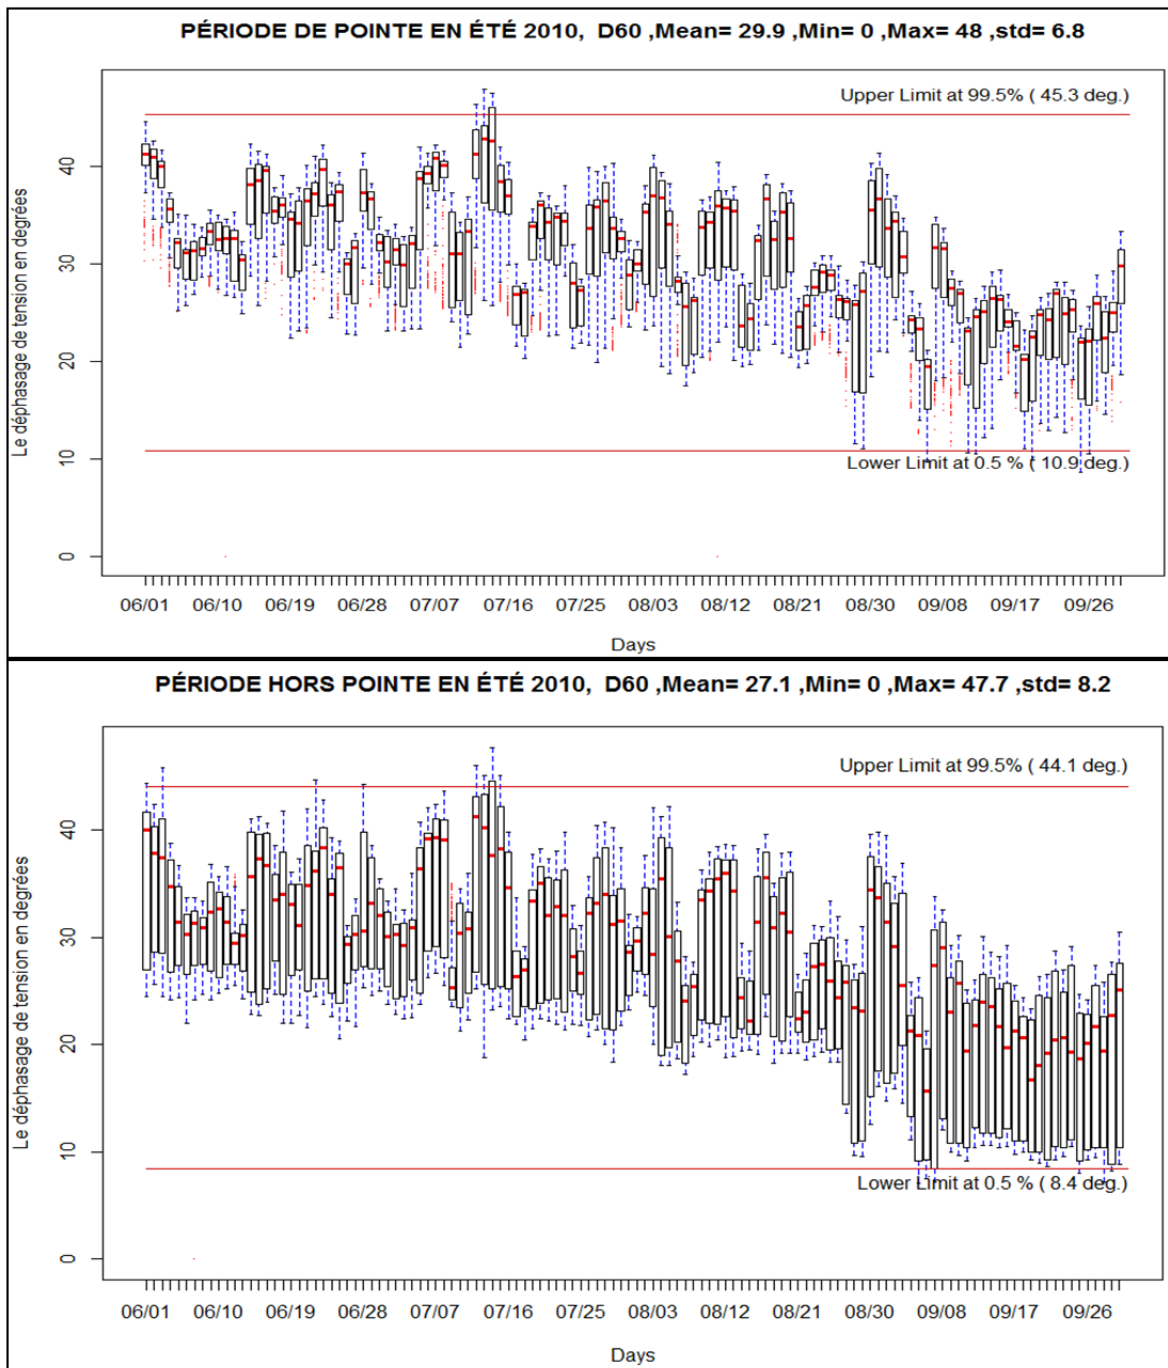 PÉRIODE DE POINTE EN ÉTÉ 2010, D60 ,Mean= 29.9 ,Min= 0 ,Max= 48 ,std= 6.8
Upper Limit at 99.5% ( 45.3 deg.)
Le déphasage de tension en degrées
40
30
20
10
0
Lower Limit at 0.5 % ( 10.9 deg.)
06/01 06/10 06/19 06/28 07/07 07/16 07/25 08/03 08/12 08/21 08/30 09/08 09/17 09/26
Days
PÉRIODE HORS POINTE EN ÉTÉ 2010, D60 ,Mean= 27.1 ,Min= 0 ,Max= 47.7 ,std= 8.2
Upper Limit at 99.5% ( 44.1 deg.)
Le déphasage de tension en degrées
40
30
20
10
0
Lower Limit at 0.5 % ( 8.4 deg.)
06/01 06/10 06/19 06/28 07/07 07/16 07/25 08/03 08/12 08/21 08/30 09/08 09/17 09/26
Days